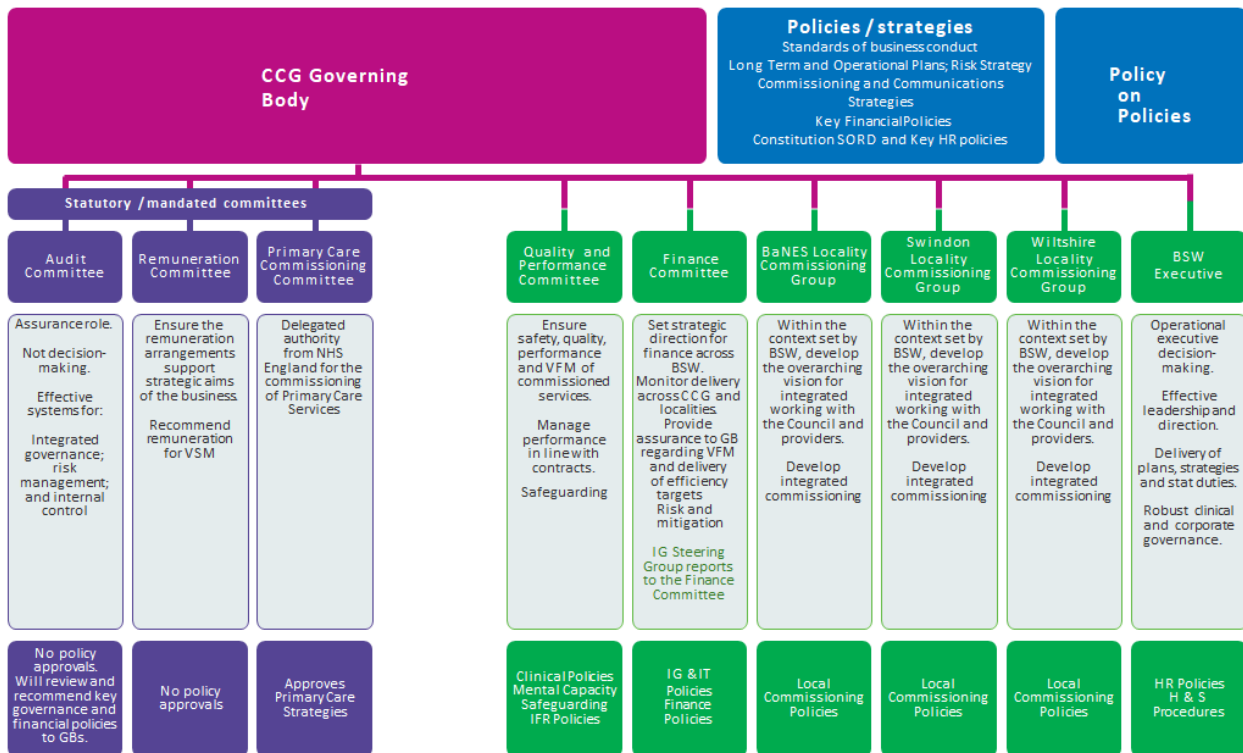 CCG Governing
Body
Policies / strategies
Standards of business conduct
Long Term and Operational Plans; Risk Strategy
Commissioning and Communications
Strategies
Key Financial Policies
Constitution SORD and Key HR policies
Policy
on
Policies
Statutory / mandated committees
Audit
Committee
Remuneration
Committee
Primary Care
Commissioning
Committee
Quality and
Performance
Committee
Finance
Committee
BaNES Locality
Commissioning
Group
Swindon
Locality
Commissioning
Group
Wiltshire
Locality
Commissioning
Group
BSW
Executive
Assurance role.
Not decision-
making.
Effective
systems for:
Integrated
governance;
risk
management;
and internal
control
Ensure the
remuneration
arrangements
support
strategic aims
of the business.
Recommend
remuneration
for VSM
Delegated
authority
from NHS
England for the
commissioning
of Primary Care
Services
Ensure
safety, quality,
performance
and VFM of
commissioned
services.
Manage
performance
in line with
contracts.
Safeguarding
Set strategic
direction for
finance across
BSW.
Monitor delivery
across CCG and
localities.
Provide
assurance to GB
regarding VFM
and delivery
of efficiency
targets
Risk and
mitigation
IG Steering
Group reports
to the Finance
Committee
Within the
context set by
BSW, develop
the overarching
vision for
integrated
working with
the Council and
providers.
Develop
integrated
commissioning
Within the
context set by
BSW, develop
the overarching
vision for
integrated
working with
the Council and
providers.
Develop
integrated
commissioning
Within the
context set by
BSW, develop
the overarching
vision for
integrated
working with
the Council and
providers.
Develop
integrated
commissioning
Operational
executive
decision-
making.
Effective
leadership and
direction.
Delivery of
plans, strategies
and stat duties.
Robust clinical
and corporate
governance.
No policy
approvals.
Will review and
recommend key
governance and
financial policies
to GBs.
No policy
approvals
Approves
Primary Care
Strategies
Clinical Policies
Mental Capacity
Safeguarding
IFR Policies
IG & IT
Policies
Finance
Policies
Local
Commissioning
Policies
Local
Commissioning
Policies
Local
Commissioning
Policies
HR Policies
H & S
Procedures